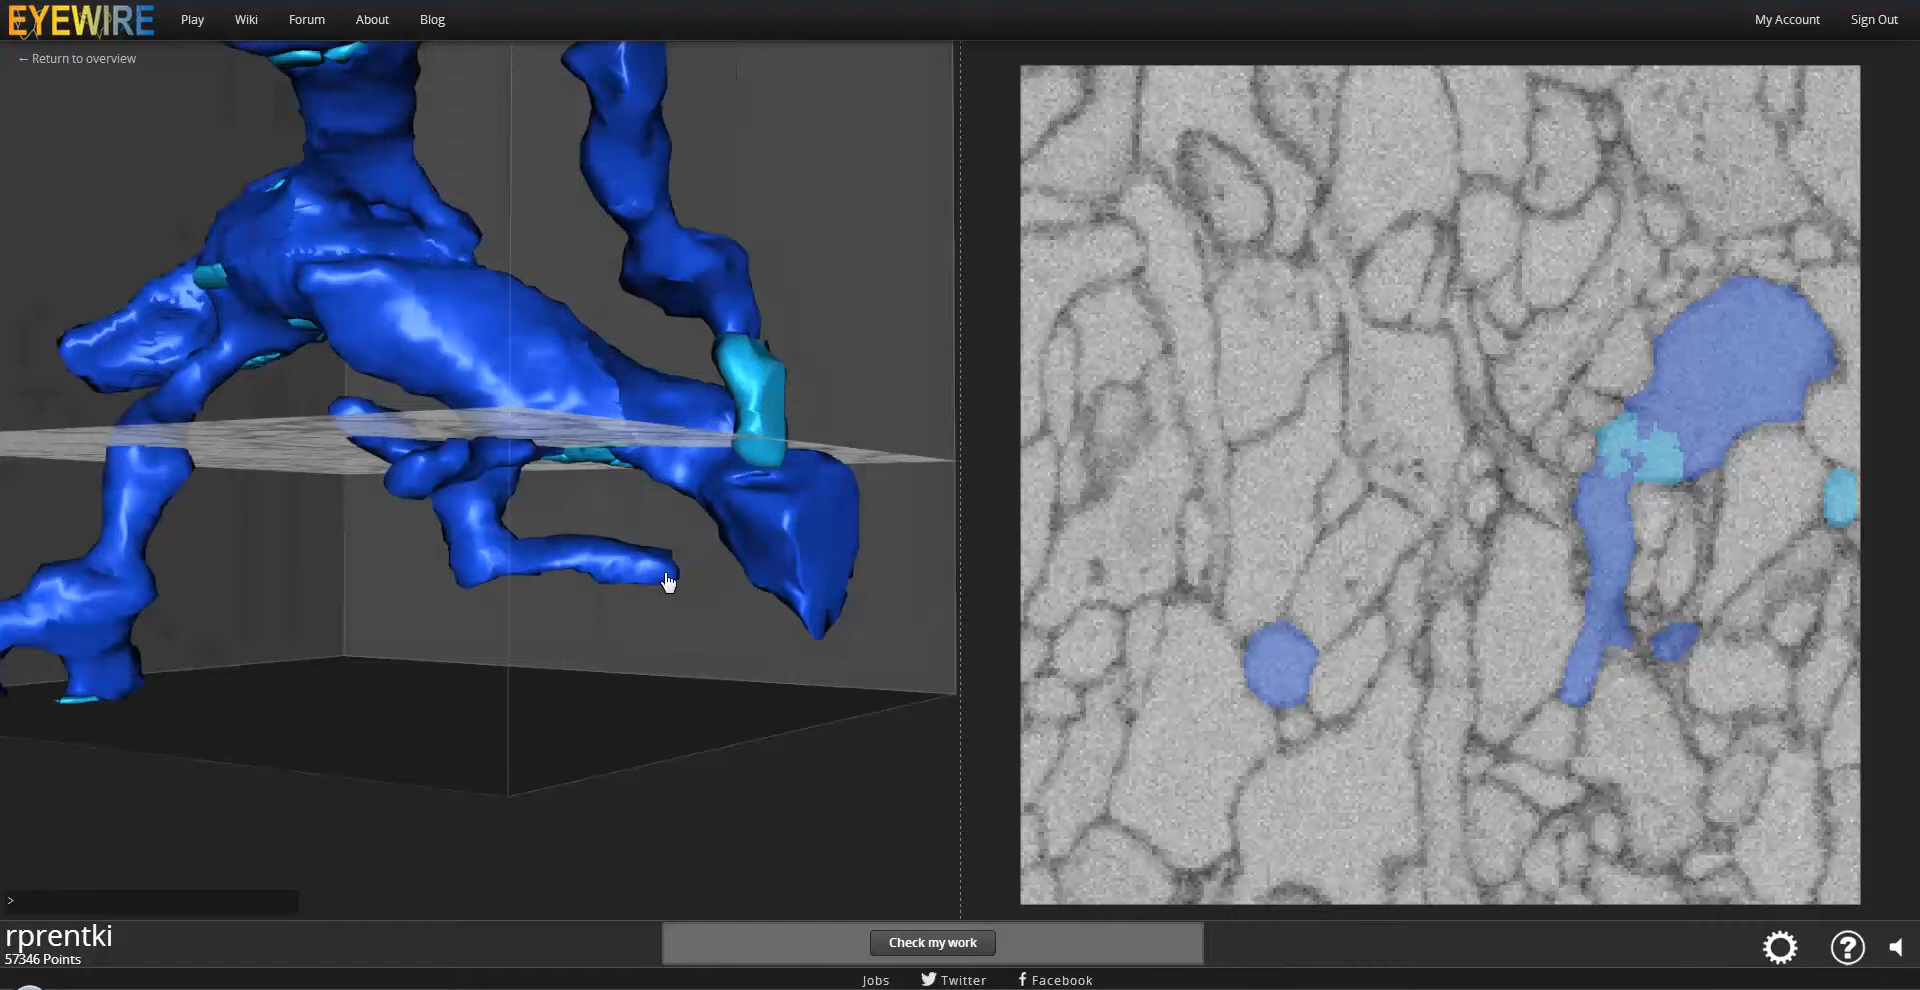 EYEWIRE
Play
Wiki
Forum
About
Blog
My Account
Sign Out
← Return to overview
>
rprentki
57346 Points
Check my work
?
Jobs
Twitter
Facebook